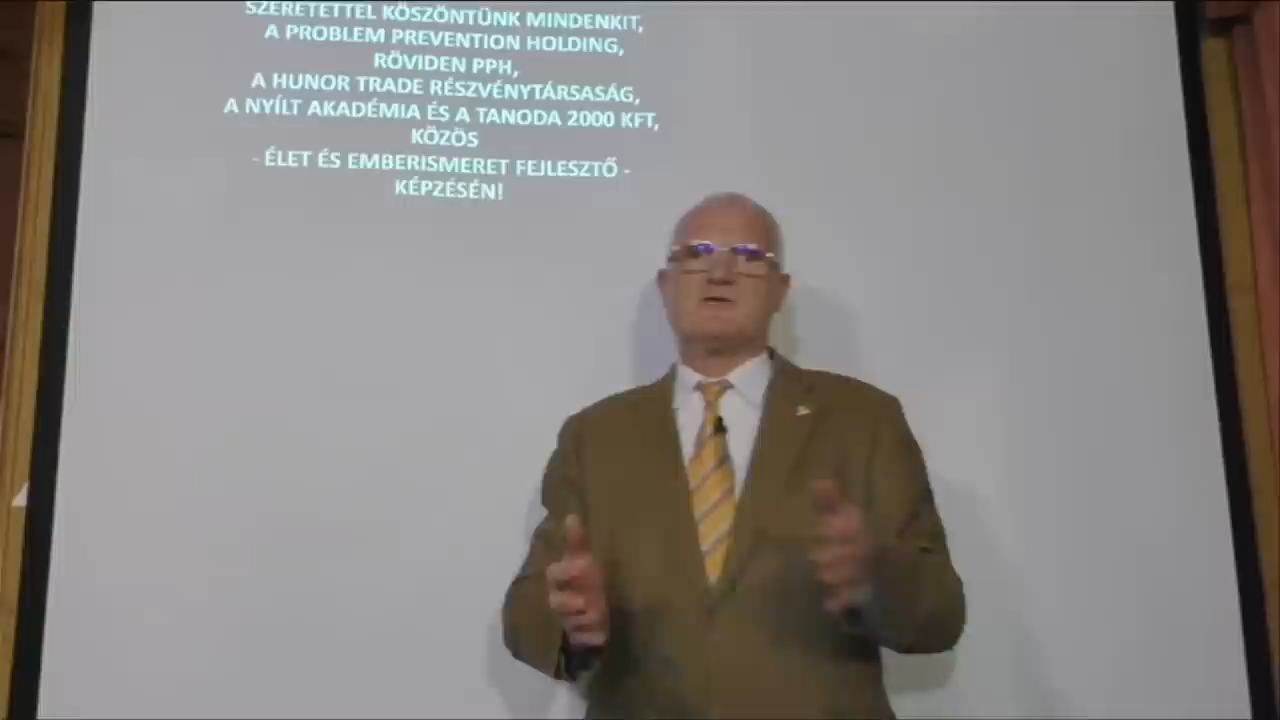 SZERETETTEL KÖSZÖNTÜNK MINDENKIT,
A PROBLEM PREVENTION HOLDING,
RÖVIDEN PPH,
A HUNOR TRADE RÉSZVÉNYTÁRSASÁG,
A NYÍLT AKADÉMIA ÉS A TANODA 2000 KFT,
KÖZÖS
- ÉLET ÉS EMBERISMERET FEJLESZTŐ -
KÉPZÉSÉN!